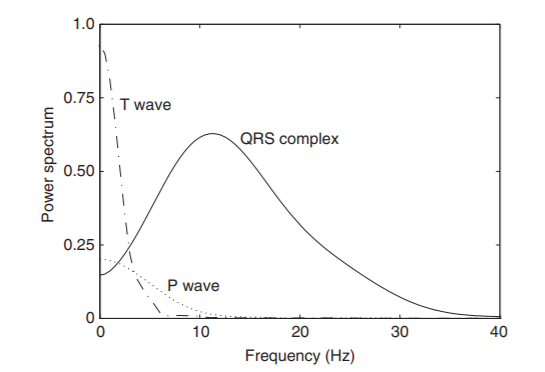 1.0
0.75
0.50
0.25
0
Power spectrum
T wave
QRS complex
P wave
0 10 20 30 40
Frequency (Hz)